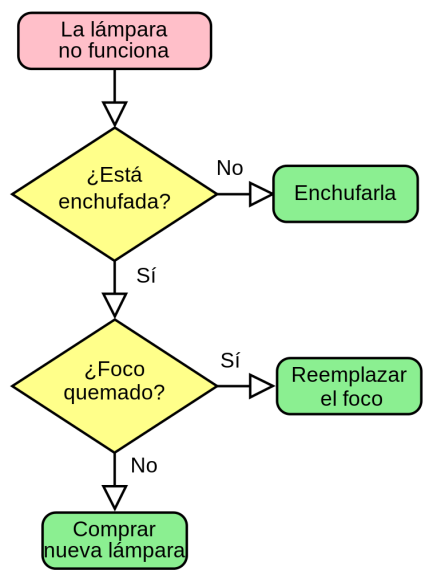 La lámpara
no funciona
¿Está
enchufada?
No
Enchufarla
Sí
¿Foco
quemado?
Sí
Reemplazar
el foco
No
Comprar
nueva lámpara